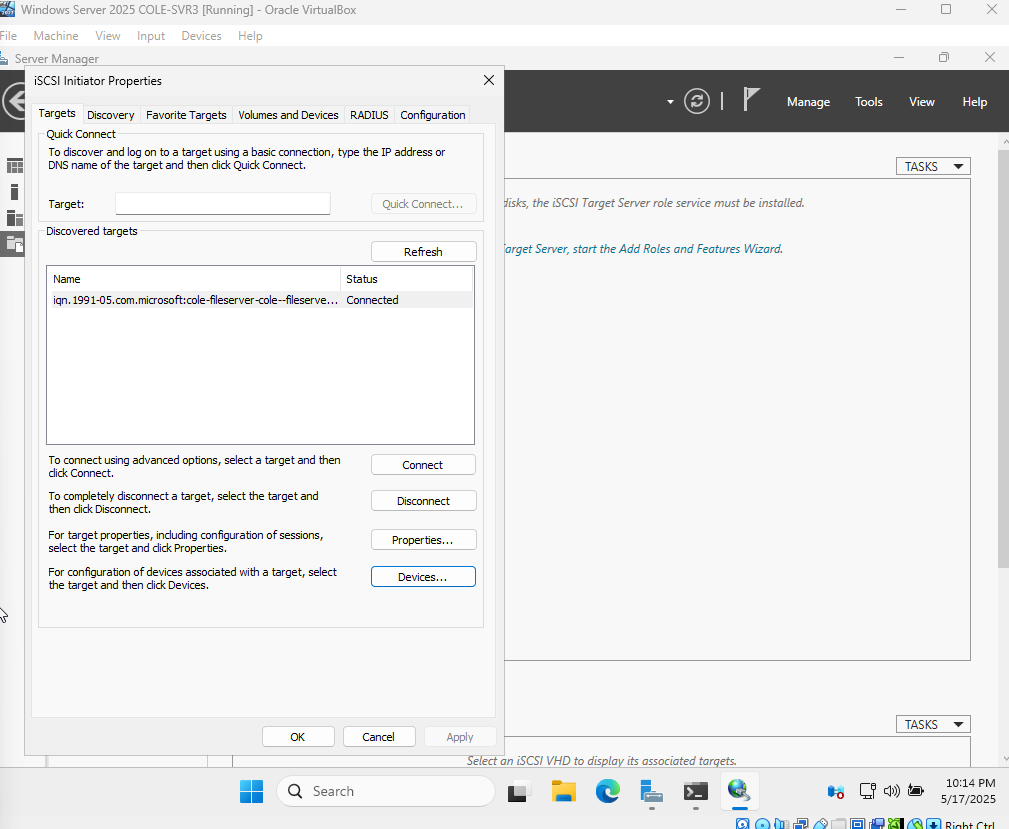 Windows Server 2025 COLE-SVR3 [Running] - Oracle VirtualBox
File Machine View Input Devices Help
Server Manager
iSCSI Initiator Properties
Manage Tools View Help
Targets Discovery Favorite Targets Volumes and Devices RADIUS Configuration
Quick Connect
To discover and log on to a target using a basic connection, type the IP address or
DNS name of the target and then click Quick Connect.
Target: Quick Connect...
Discovered targets
Refresh
Name Status
iqn.1991-05.com.microsoft:cole-fileserver-cole--fileserve... Connected
To connect using advanced options, select a target and then
click Connect.
Connect
To completely disconnect a target, select the target and
then click Disconnect.
Disconnect
For target properties, including configuration of sessions,
select the target and click Properties.
Properties...
For configuration of devices associated with a target, select
the target and then click Devices.
Devices...
OK Cancel Apply
TASKS
disks, the iSCSI Target Server role service must be installed.
Target Server, start the Add Roles and Features Wizard.
TASKS
Select an iSCSI VHD to display its associated targets.
Search
10:14 PM
5/17/2025
Right Ctrl